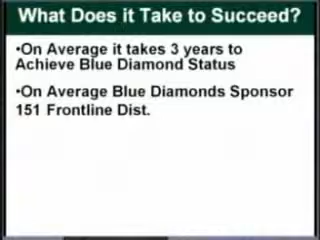 What Does it Take to Succeed?
•On Average it takes 3 years to
Achieve Blue Diamond Status
•On Average Blue Diamonds Sponsor
151 Frontline Dist.